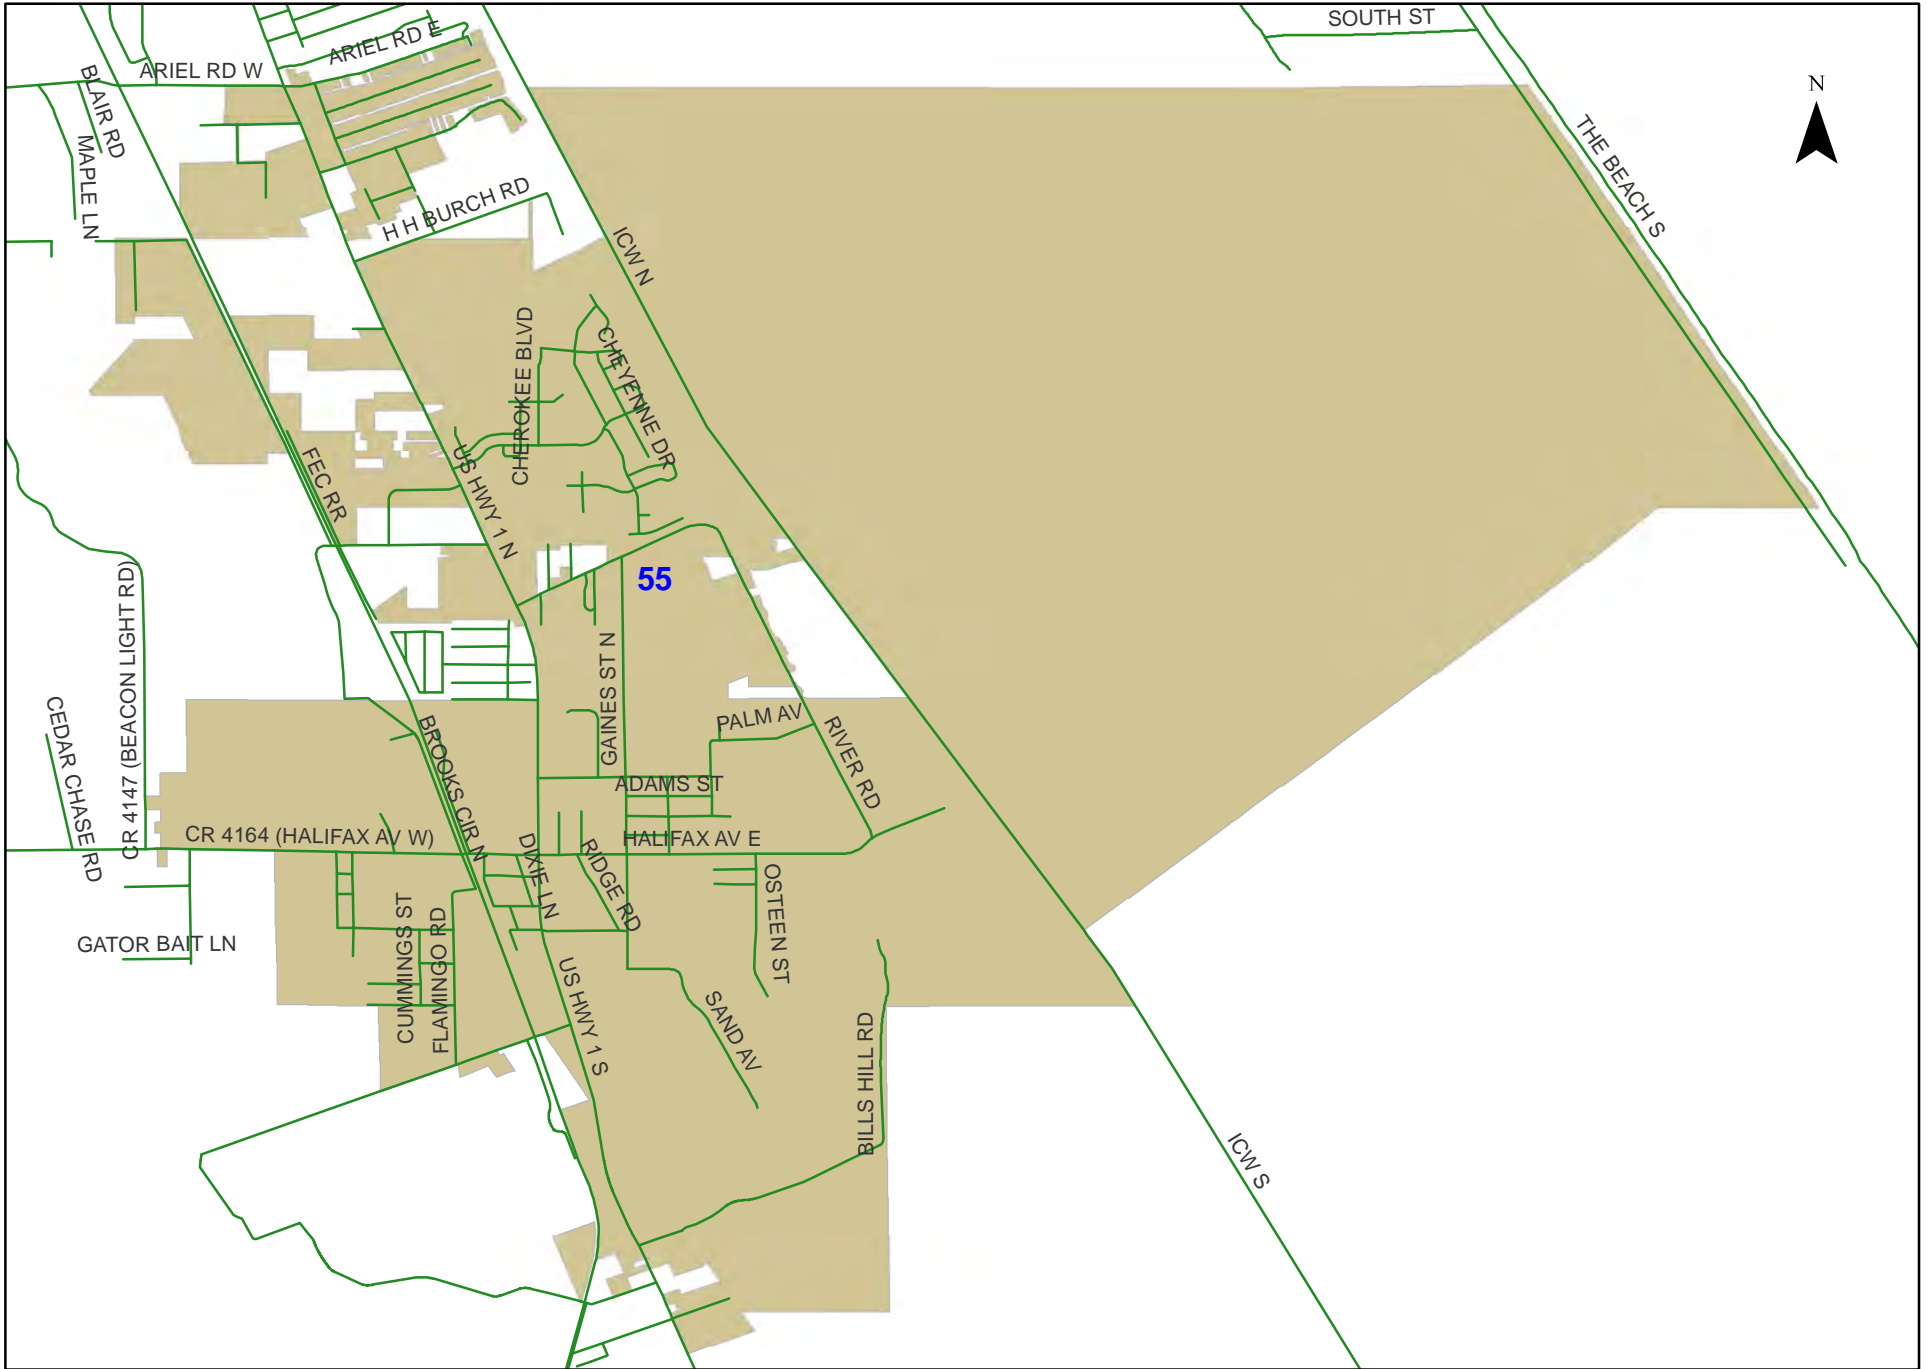 SOUTH ST
ARIEL RD E
ARIEL RD W
N
BLAIR RD
MAPLE LN
THE BEACH S
H H BURCH RD
ICW N
CHEROKEE BLVD
CHEYENNE DR
FEC RR
US HWY 1 N
55
CR 4147 (BEACON LIGHT RD)
GAINES ST N
CEDAR CHASE RD
PALM AV
BROOKS CIR N
RIVER RD
ADAMS ST
CR 4164 (HALIFAX AV W)
DIXIE LN
HALIFAX AV E
RIDGE RD
OSTEEN ST
CUMMINGS ST
FLAMINGO RD
GATOR BAIT LN
US HWY 1 S
SAND AV
BILLS HILL RD
ICW S